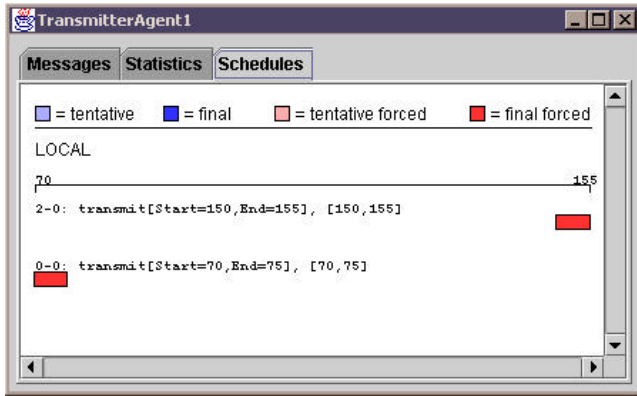 TransmitterAgent1
Messages Statistics Schedules
= tentative = final = tentative forced = final forced
LOCAL
70 155
2-0: transmit[Start=150,End=155], [150,155]
0-0: transmit[Start=70,End=75], [70,75]